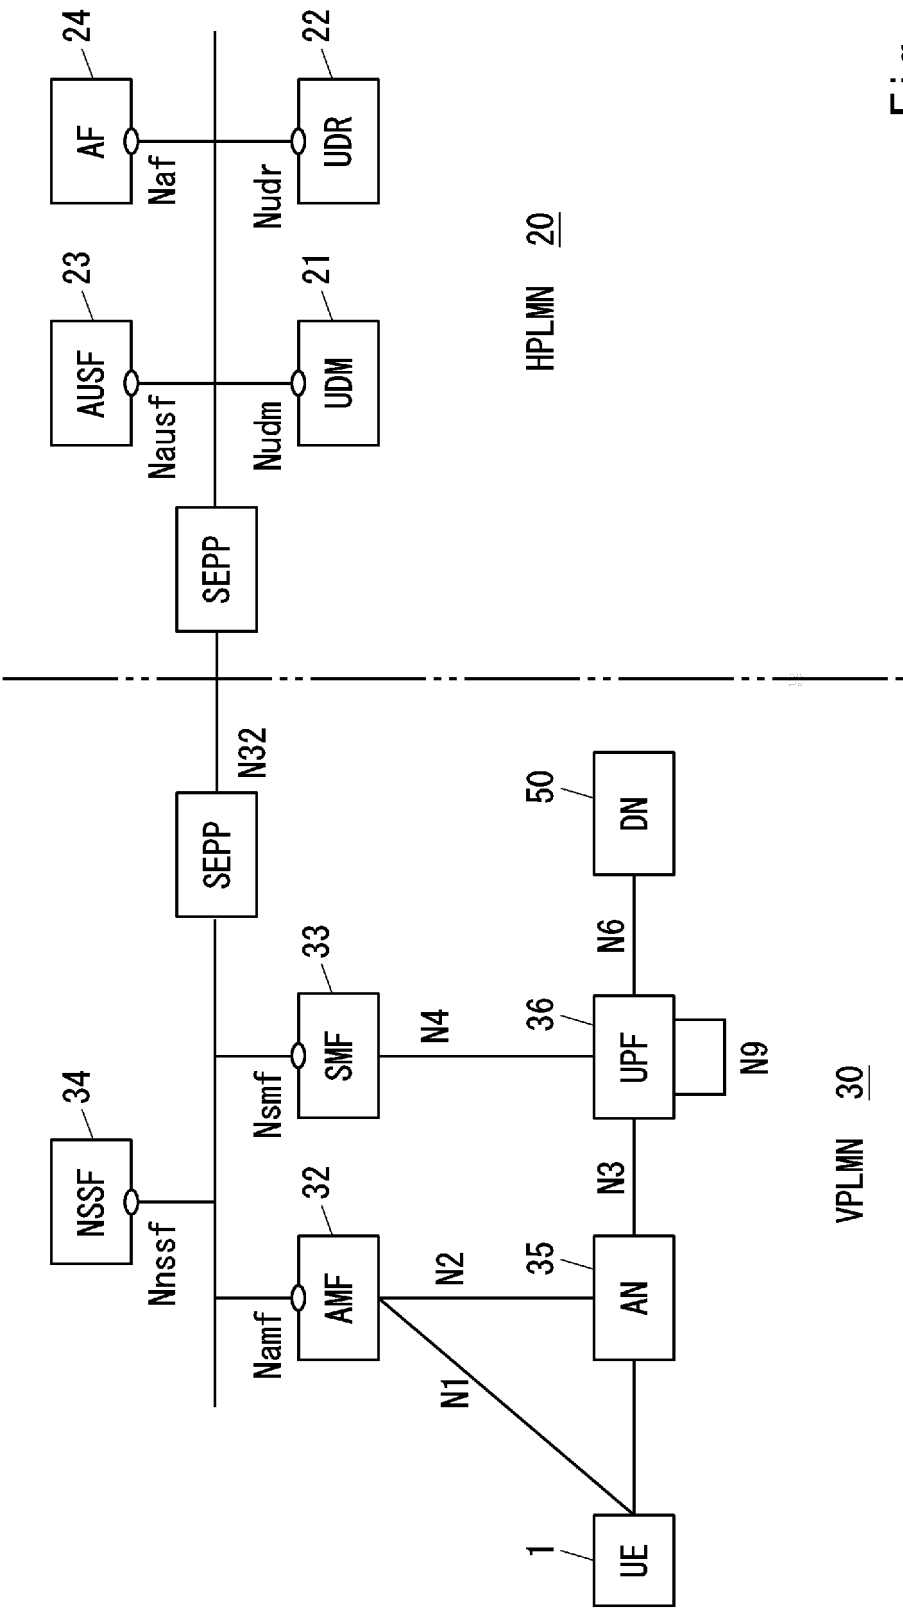 34
NSSF
Nnssf
23
AUSF
Nausf
24
AF
Naf
SEPP
N32
SEPP
Namf
32
AMF
Nsmf
33
SMF
Nudm
21
UDM
Nudr
22
UDR
N1
N2
N4
HPLMN 20
1
UE
35
AN
N3
36
UPF
N6
50
DN
N9
VPLMN 30